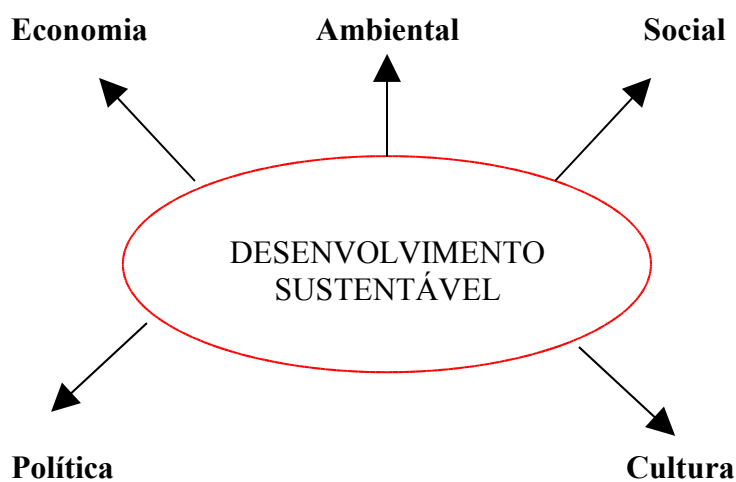 Economia
Ambiental
Social
DESENVOLVIMENTO
SUSTENTÁVEL
Política
Cultura